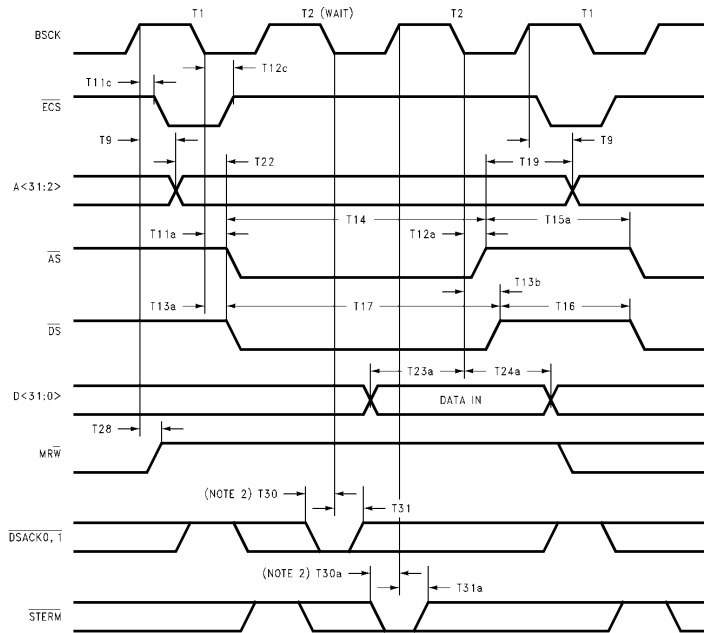 T1 T2 (WAIT) T2 T1
BSCK
T12c
T11c
ECS
T9 T9
T22 T19
A<31:2>
T14 T15a
T11a T12a
AS
T13b
T13a T17 T16
DS
T23a T24a
D<31:0> DATA IN
T28
MRW
(NOTE 2) T30 T31
DSACK0, 1
(NOTE 2) T30a T31a
STERM